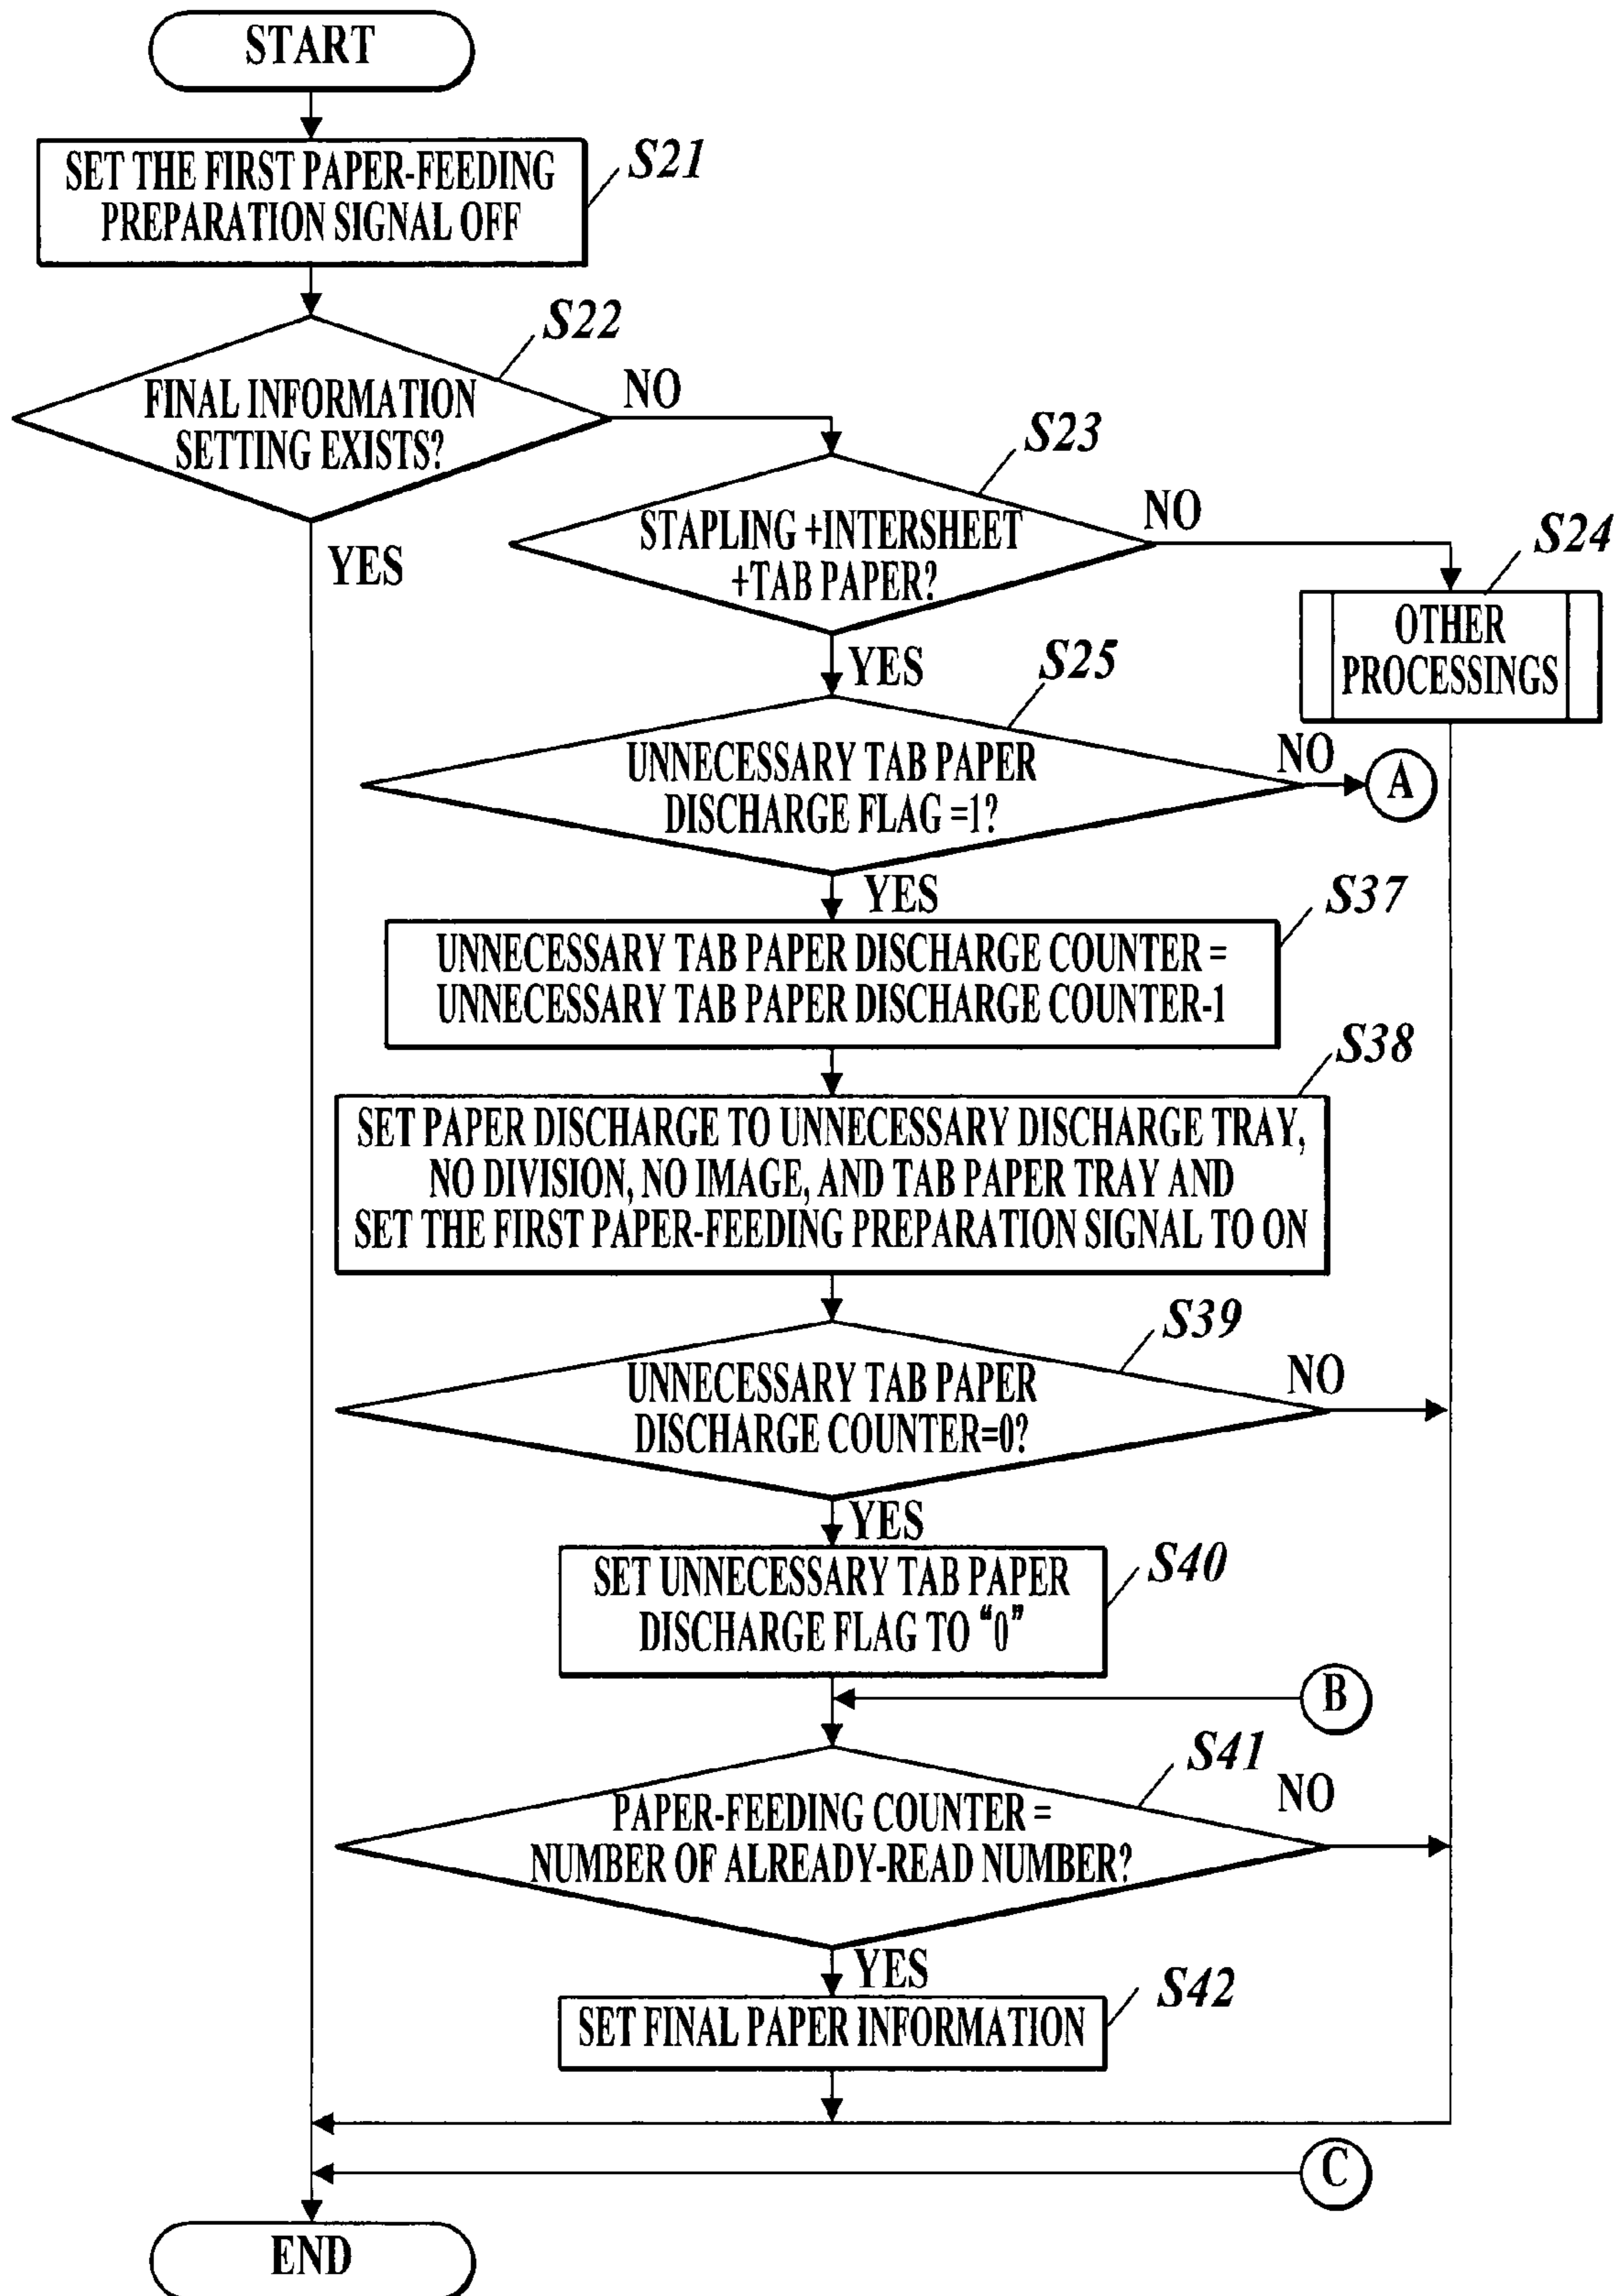 START
SET THE FIRST PAPER-FEEDING
PREPARATION SIGNAL OFF
S21
S22
FINAL INFORMATION
SETTING EXISTS?
NO
YES
S23
STAPLING +INTERSHEET
+TAB PAPER?
NO
YES
S24
OTHER
PROCESSINGS
S25
UNNECESSARY TAB PAPER
DISCHARGE FLAG =1?
NO
A
YES
S37
UNNECESSARY TAB PAPER DISCHARGE COUNTER =
UNNECESSARY TAB PAPER DISCHARGE COUNTER-1
S38
SET PAPER DISCHARGE TO UNNECESSARY DISCHARGE TRAY,
NO DIVISION, NO IMAGE, AND TAB PAPER TRAY AND
SET THE FIRST PAPER-FEEDING PREPARATION SIGNAL TO ON
S39
UNNECESSARY TAB PAPER
DISCHARGE COUNTER=0?
NO
YES
S40
SET UNNECESSARY TAB PAPER
DISCHARGE FLAG TO “0”
B
S41
PAPER-FEEDING COUNTER =
NUMBER OF ALREADY-READ NUMBER?
NO
YES
S42
SET FINAL PAPER INFORMATION
C
END